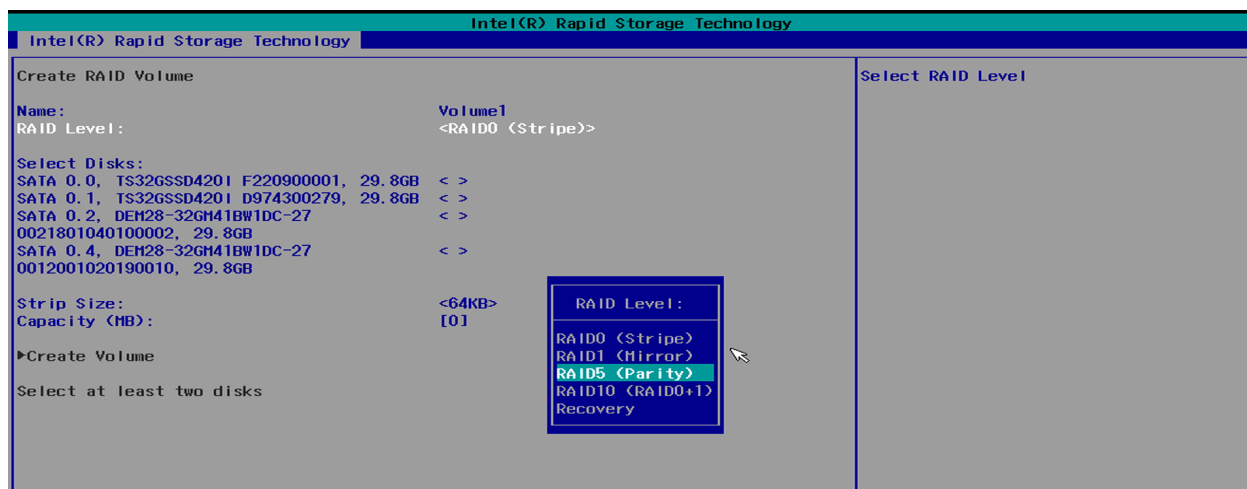 Intel(R) Rapid Storage Technology
Intel(R) Rapid Storage Technology
Create RAID Volume
Select RAID Level
Name: Volume1
RAID Level: <RAID0 (Stripe)>
Select Disks:
SATA 0.0, TS32GSSD420I F220900001, 29.8GB < >
SATA 0.1, TS32GSSD420I D974300279, 29.8GB < >
SATA 0.2, DEM28-32GM41BW1DC-27 < >
0021801040100002, 29.8GB
SATA 0.4, DEM28-32GM41BW1DC-27 < >
0012001020190010, 29.8GB
Strip Size: <64KB>
Capacity (MB): [0]
▶Create Volume
Select at least two disks
RAID Level:
RAID0 (Stripe)
RAID1 (Mirror)
RAID5 (Parity)
RAID10 (RAID0+1)
Recovery